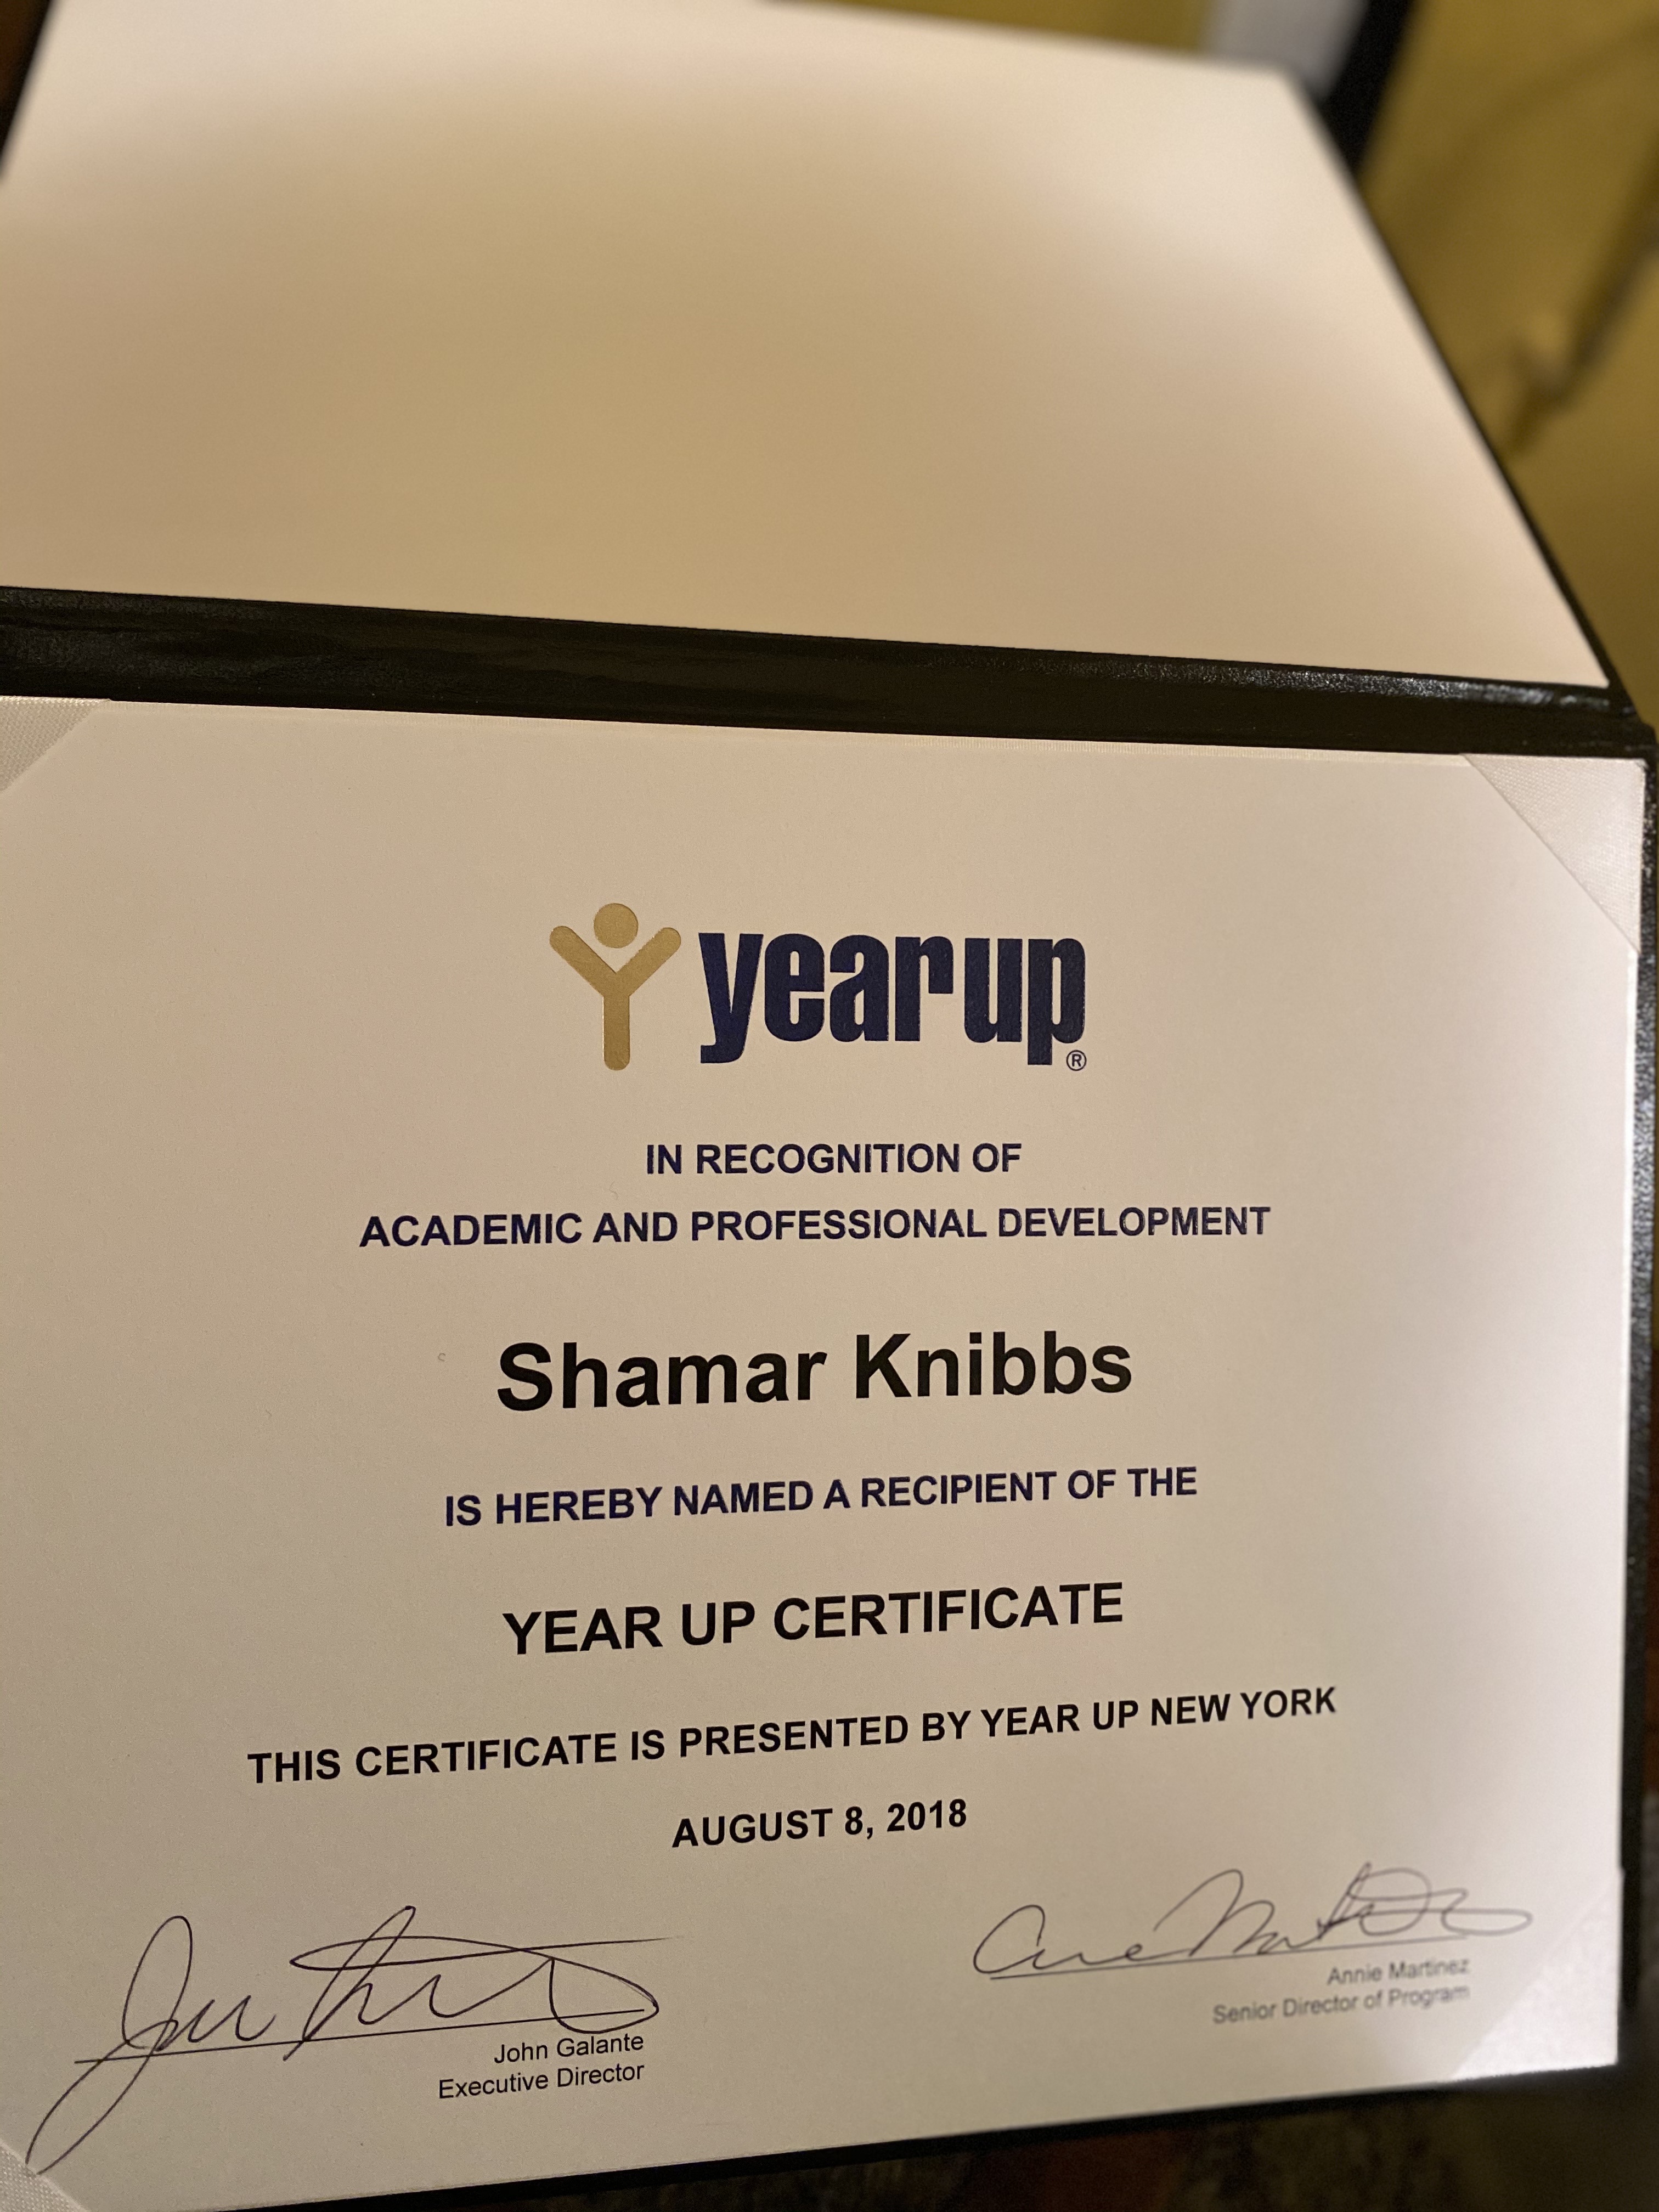 yearup®
IN RECOGNITION OF
ACADEMIC AND PROFESSIONAL DEVELOPMENT
Shamar Knibbs
IS HEREBY NAMED A RECIPIENT OF THE
YEAR UP CERTIFICATE
THIS CERTIFICATE IS PRESENTED BY YEAR UP NEW YORK
AUGUST 8, 2018
John Galante
Executive Director
Annie Martinez
Senior Director of Program